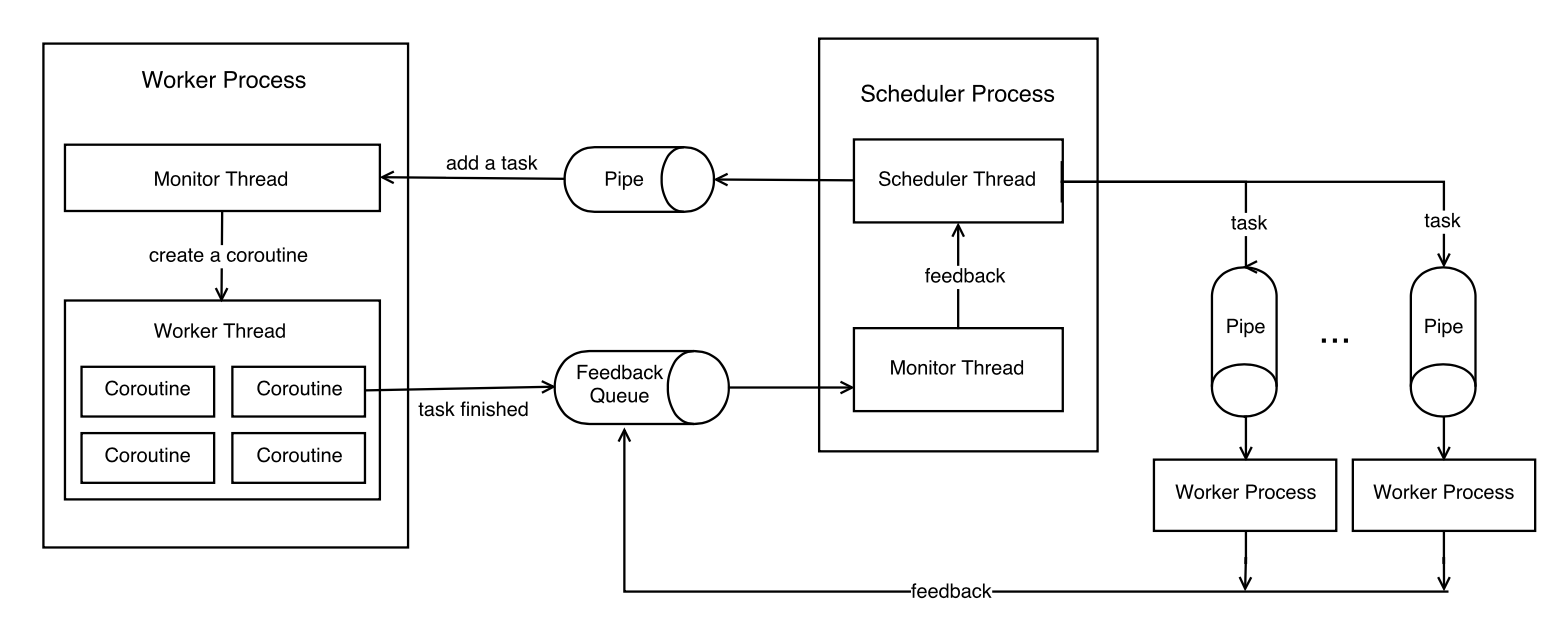 Worker Process
Monitor Thread
create a coroutine
Worker Thread
Coroutine
Coroutine
Coroutine
Coroutine
add a task
Pipe
task finished
Feedback
Queue
Scheduler Process
Scheduler Thread
feedback
Monitor Thread
task
task
Pipe
...
Pipe
Worker Process
Worker Process
feedback